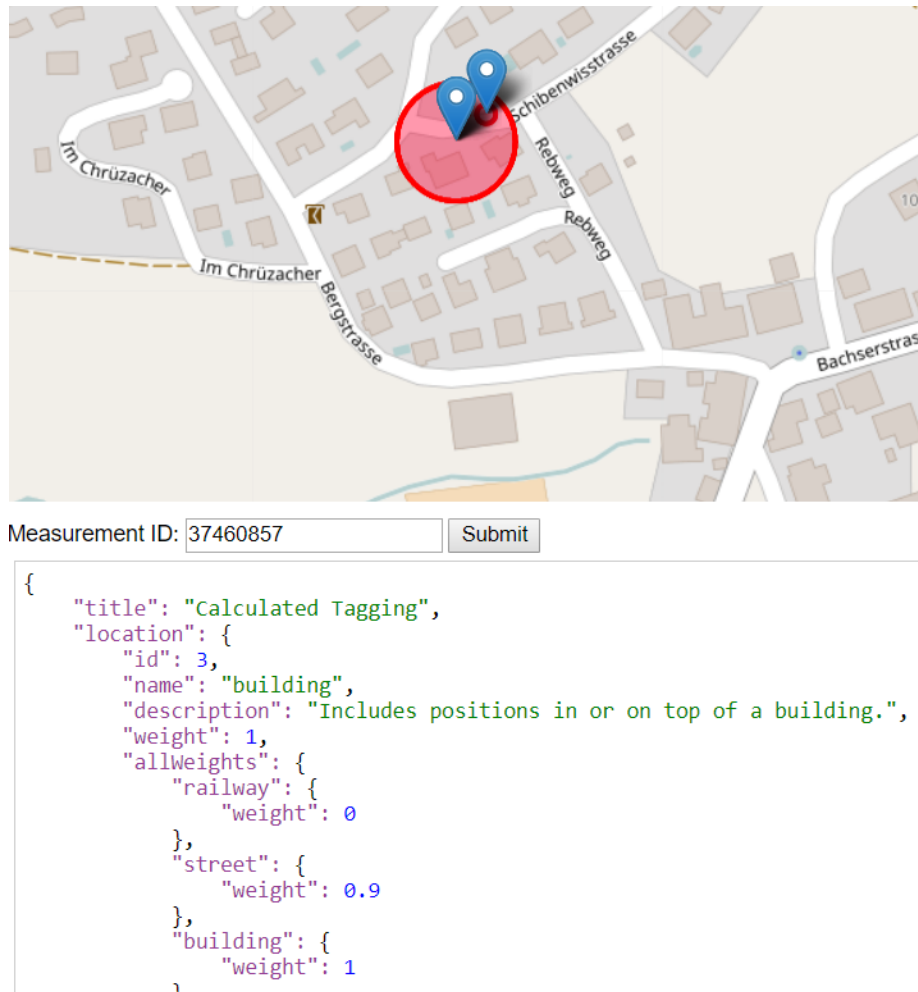 Schibenwisstrasse
Im Chrüzacher
Rebweg
10
Rebweg
Im Chrüzacher
Bergstrasse
Bachserstras
Measurement ID: 37460857 Submit
{
"title": "Calculated Tagging",
"location": {
"id": 3,
"name": "building",
"description": "Includes positions in or on top of a building.",
"weight": 1,
"allWeights": {
"railway": {
"weight": 0
},
"street": {
"weight": 0.9
},
"building": {
"weight": 1
}